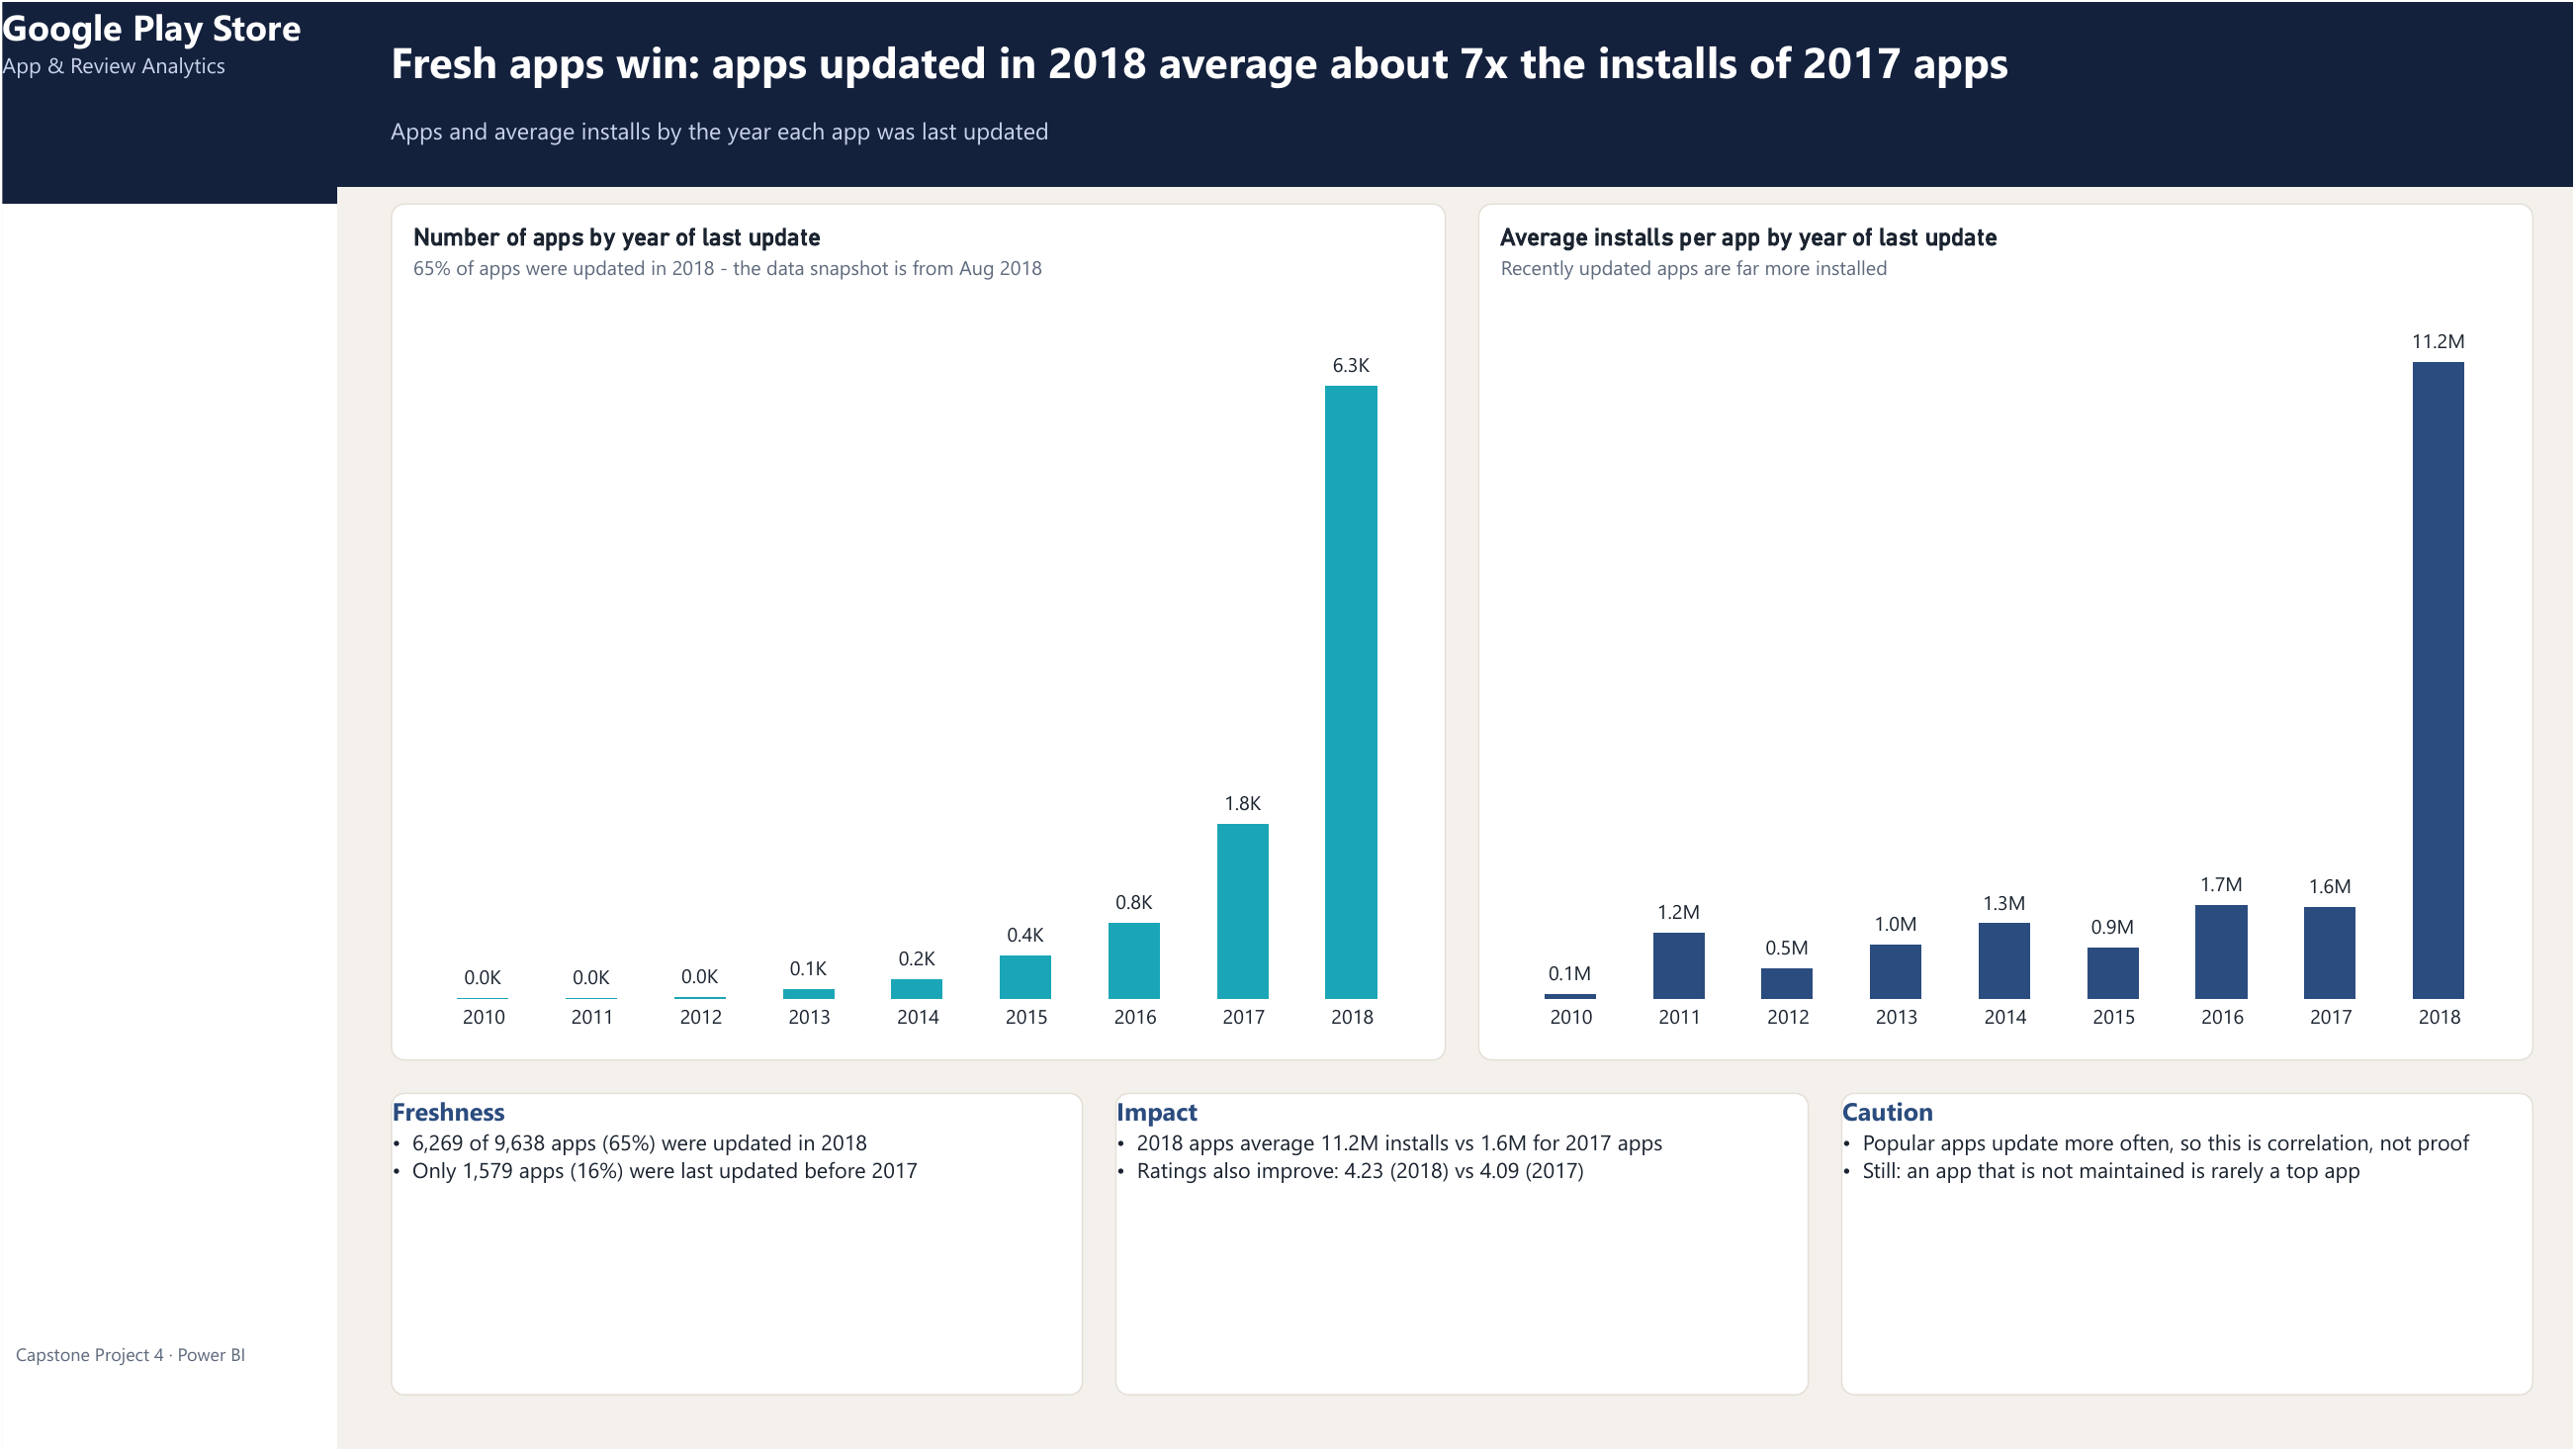 Google Play Store
App & Review Analytics
Fresh apps win: apps updated in 2018 average about 7x the installs of 2017 apps
Apps and average installs by the year each app was last updated
Number of apps by year of last update
65% of apps were updated in 2018 - the data snapshot is from Aug 2018
0.0K
0.0K
0.0K
0.1K
0.2K
0.4K
0.8K
1.8K
6.3K
2010 2011 2012 2013 2014 2015 2016 2017 2018
Average installs per app by year of last update
Recently updated apps are far more installed
0.1M
1.2M
0.5M
1.0M
1.3M
0.9M
1.7M
1.6M
11.2M
2010 2011 2012 2013 2014 2015 2016 2017 2018
Freshness
• 6,269 of 9,638 apps (65%) were updated in 2018
• Only 1,579 apps (16%) were last updated before 2017
Impact
• 2018 apps average 11.2M installs vs 1.6M for 2017 apps
• Ratings also improve: 4.23 (2018) vs 4.09 (2017)
Caution
• Popular apps update more often, so this is correlation, not proof
• Still: an app that is not maintained is rarely a top app
Capstone Project 4 · Power BI